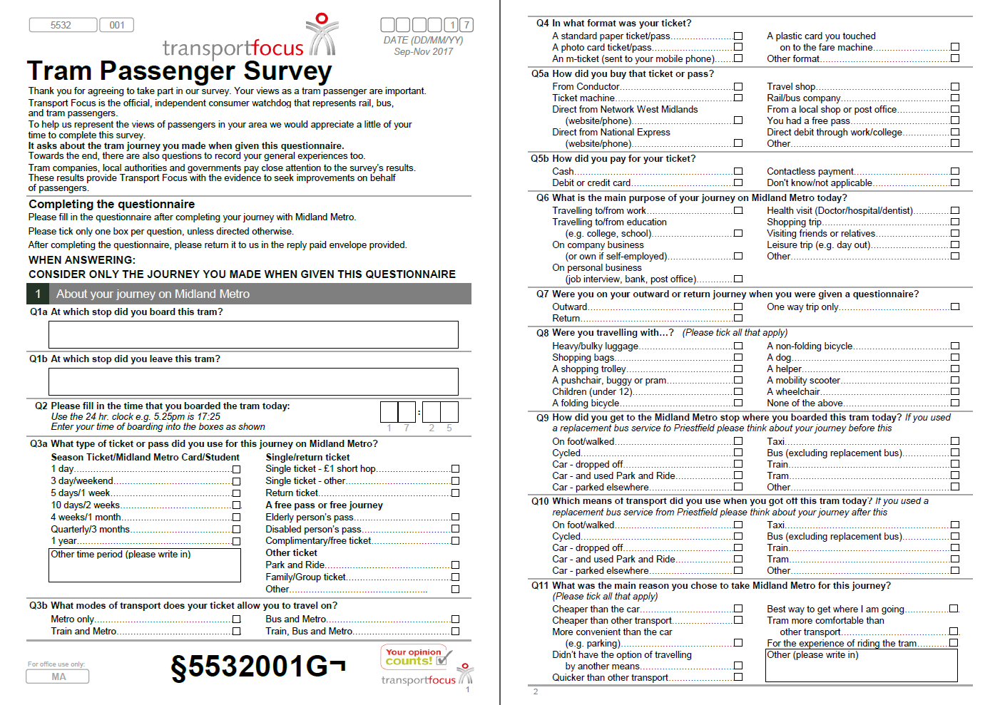 5532 001
1 7
DATE (DD/MM/YY)
Sep-Nov 2017
transportfocus
Tram Passenger Survey
Thank you for agreeing to take part in our survey. Your views as a tram passenger are important.
Transport Focus is the official, independent consumer watchdog that represents rail, bus,
and tram passengers.
To help us represent the views of passengers in your area we would appreciate a little of your
time to complete this survey.
It asks about the tram journey you made when given this questionnaire.
Towards the end, there are also questions to record your general experiences too.
Tram companies, local authorities and governments pay close attention to the survey's results.
These results provide Transport Focus with the evidence to seek improvements on behalf
of passengers.
Completing the questionnaire
Please fill in the questionnaire after completing your journey with Midland Metro.
Please tick only one box per question, unless directed otherwise.
After completing the questionnaire, please return it to us in the reply paid envelope provided.
WHEN ANSWERING:
CONSIDER ONLY THE JOURNEY YOU MADE WHEN GIVEN THIS QUESTIONNAIRE
1 About your journey on Midland Metro
Q1a At which stop did you board this tram?
Q1b At which stop did you leave this tram?
Q2 Please fill in the time that you boarded the tram today:
Use the 24 hr. clock e.g. 5.25pm is 17:25
Enter your time of boarding into the boxes as shown
:
1 7 2 5
Q3a What type of ticket or pass did you use for this journey on Midland Metro?
Season Ticket/Midland Metro Card/Student
1 day
3 day/weekend
5 days/1 week
10 days/2 weeks
4 weeks/1 month
Quarterly/3 months
1 year
Other time period (please write in)
Single/return ticket
Single ticket - £1 short hop
Single ticket - other
Return ticket
A free pass or free journey
Elderly person's pass
Disabled person's pass
Complimentary/free ticket
Other ticket
Park and Ride
Family/Group ticket
Other
Q3b What modes of transport does your ticket allow you to travel on?
Metro only
Train and Metro
Bus and Metro
Train, Bus and Metro
For office use only:
MA
§5532001G¬
Your opinion
counts!
transportfocus
1
Q4 In what format was your ticket?
A standard paper ticket/pass
A photo card ticket/pass
An m-ticket (sent to your mobile phone)
A plastic card you touched
on to the fare machine
Other format
Q5a How did you buy that ticket or pass?
From Conductor
Ticket machine
Direct from Network West Midlands
(website/phone)
Direct from National Express
(website/phone)
Travel shop
Rail/bus company
From a local shop or post office
You had a free pass
Direct debit through work/college
Other
Q5b How did you pay for your ticket?
Cash
Debit or credit card
Contactless payment
Don't know/not applicable
Q6 What is the main purpose of your journey on Midland Metro today?
Travelling to/from work
Travelling to/from education
(e.g. college, school)
On company business
(or own if self-employed)
On personal business
(job interview, bank, post office)
Health visit (Doctor/hospital/dentist)
Shopping trip
Visiting friends or relatives
Leisure trip (e.g. day out)
Other
Q7 Were you on your outward or return journey when you were given a questionnaire?
Outward
Return
One way trip only
Q8 Were you travelling with...? (Please tick all that apply)
Heavy/bulky luggage
Shopping bags
A shopping trolley
A pushchair, buggy or pram
Children (under 12)
A folding bicycle
A non-folding bicycle
A dog
A helper
A mobility scooter
A wheelchair
None of the above
Q9 How did you get to the Midland Metro stop where you boarded this tram today? If you used
a replacement bus service to Priestfield please think about your journey before this
On foot/walked
Cycled
Car - dropped off
Car - and used Park and Ride
Car - parked elsewhere
Taxi
Bus (excluding replacement bus)
Train
Tram
Other
Q10 Which means of transport did you use when you got off this tram today? If you used a
replacement bus service from Priestfield please think about your journey after this
On foot/walked
Cycled
Car - dropped off
Car - and used Park and Ride
Car - parked elsewhere
Taxi
Bus (excluding replacement bus)
Train
Tram
Other
Q11 What was the main reason you chose to take Midland Metro for this journey?
(Please tick all that apply)
Cheaper than the car
Cheaper than other transport
More convenient than the car
(e.g. parking)
Didn't have the option of travelling
by another means
Quicker than other transport
Best way to get where I am going
Tram more comfortable than
other transport
For the experience of riding the tram
Other (please write in)
2